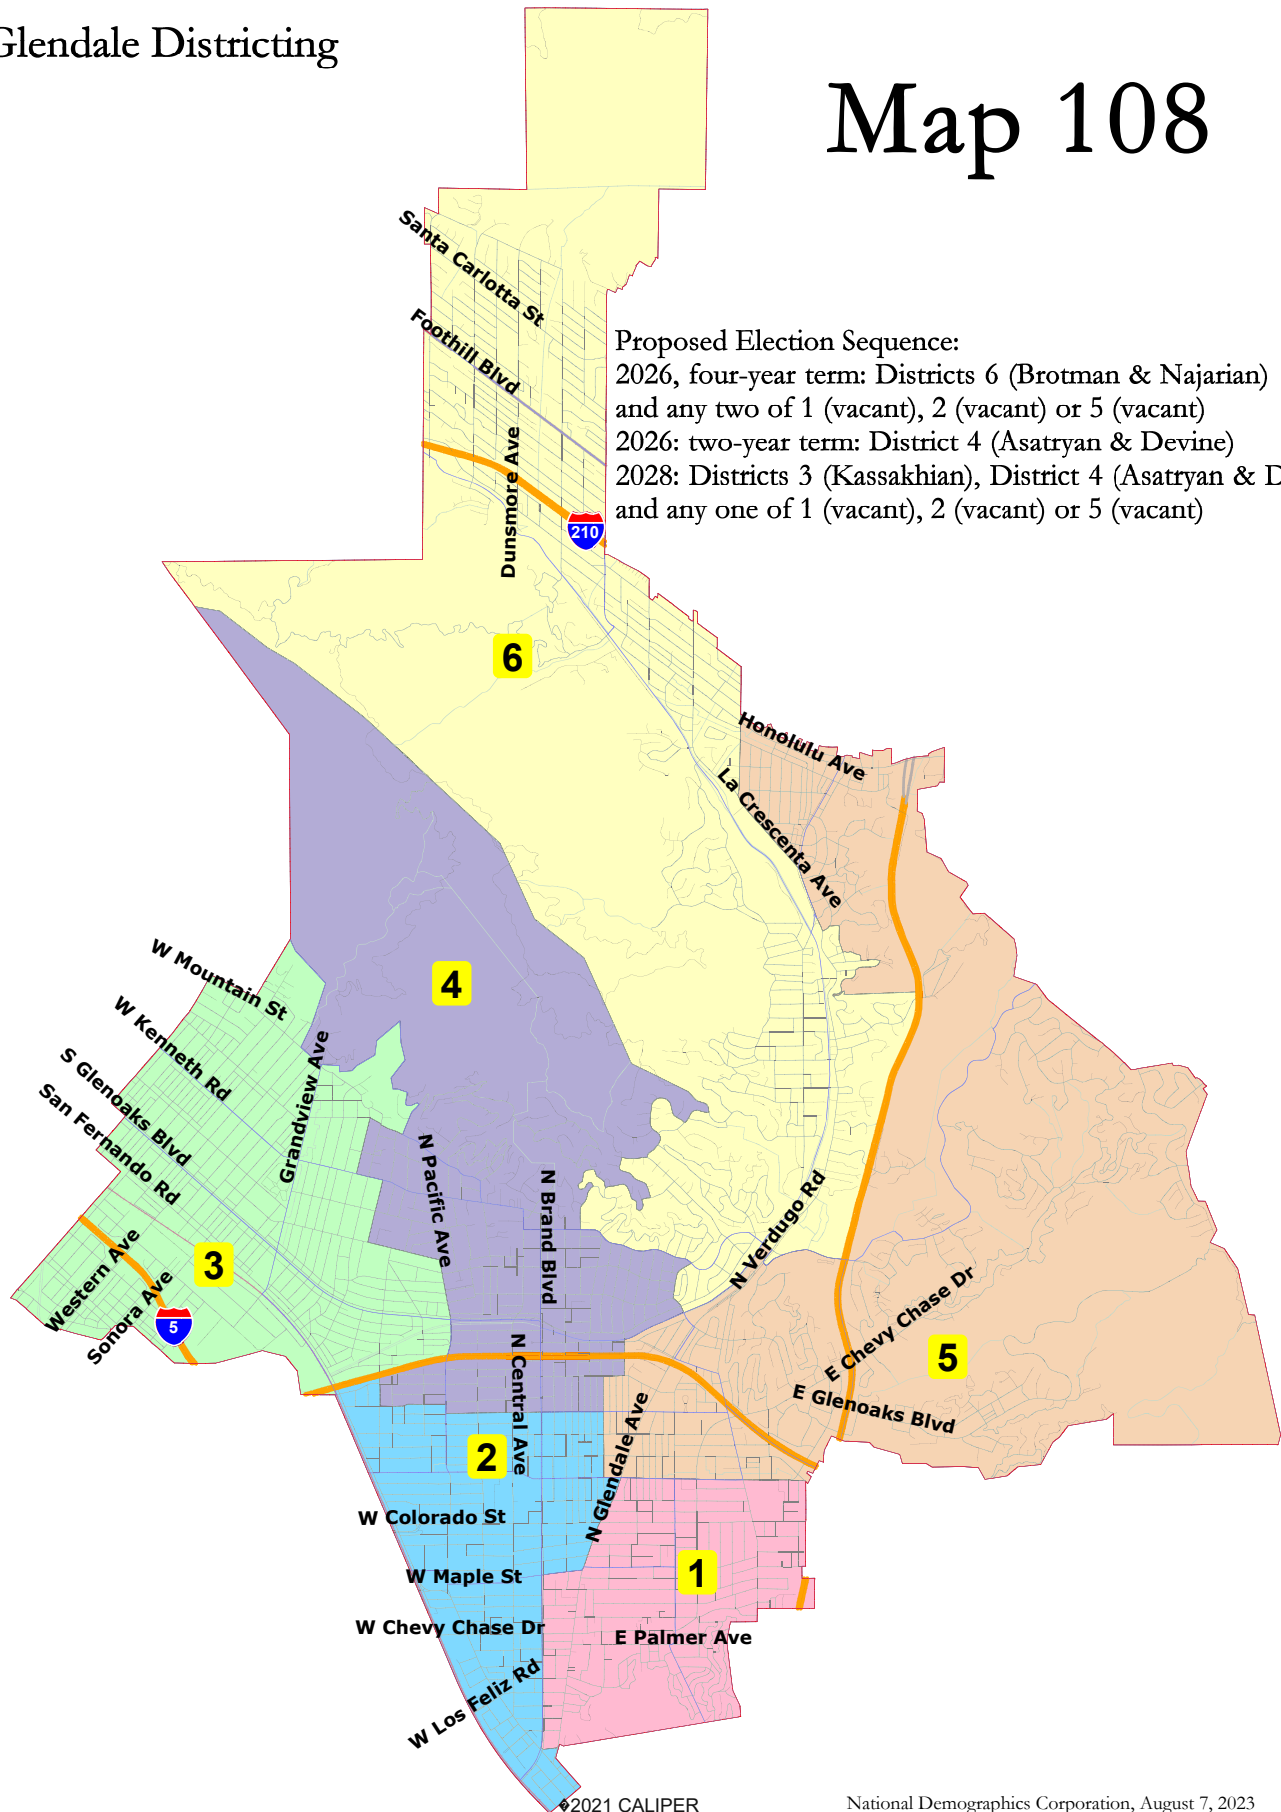 Glendale Districting
Map 108
Santa Carlotta St
Foothill Blvd
Proposed Election Sequence:
2026, four-year term: Districts 6 (Brotman & Najarian)
and any two of 1 (vacant), 2 (vacant) or 5 (vacant)
2026: two-year term: District 4 (Asatryan & Devine)
2028: Districts 3 (Kassakhian), District 4 (Asatryan & D
and any one of 1 (vacant), 2 (vacant) or 5 (vacant)
Dunsmore Ave
210
6
Honolulu Ave
La Crescenta Ave
W Mountain St
4
W Kenneth Rd
Grandview Ave
S Glenoaks Blvd
San Fernando Rd
N Pacific Ave
N Brand Blvd
N Verdugo Rd
Western Ave
3
Sonora Ave
5
E Chevy Chase Dr
5
N Central Ave
E Glenoaks Blvd
2
N Glendale Ave
W Colorado St
W Maple St
1
W Chevy Chase Dr
E Palmer Ave
W Los Feliz Rd
�2021 CALIPER
National Demographics Corporation, August 7, 2023